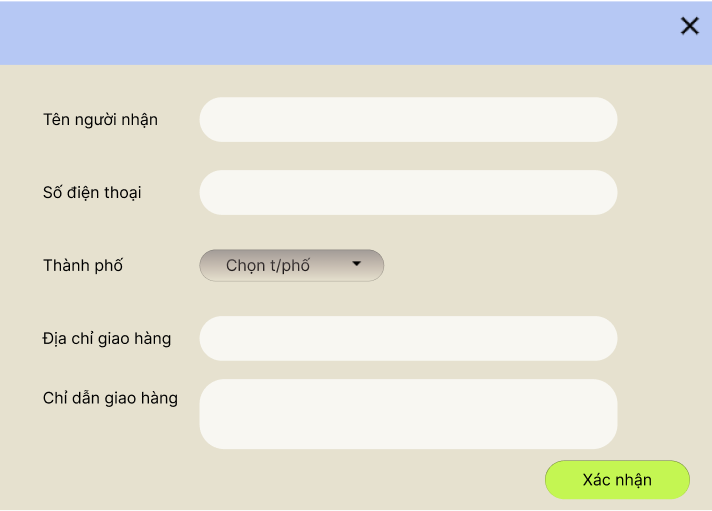 Tên người nhận
Số điện thoại
Thành phố
Chọn t/phố
Địa chỉ giao hàng
Chỉ dẫn giao hàng
Xác nhận